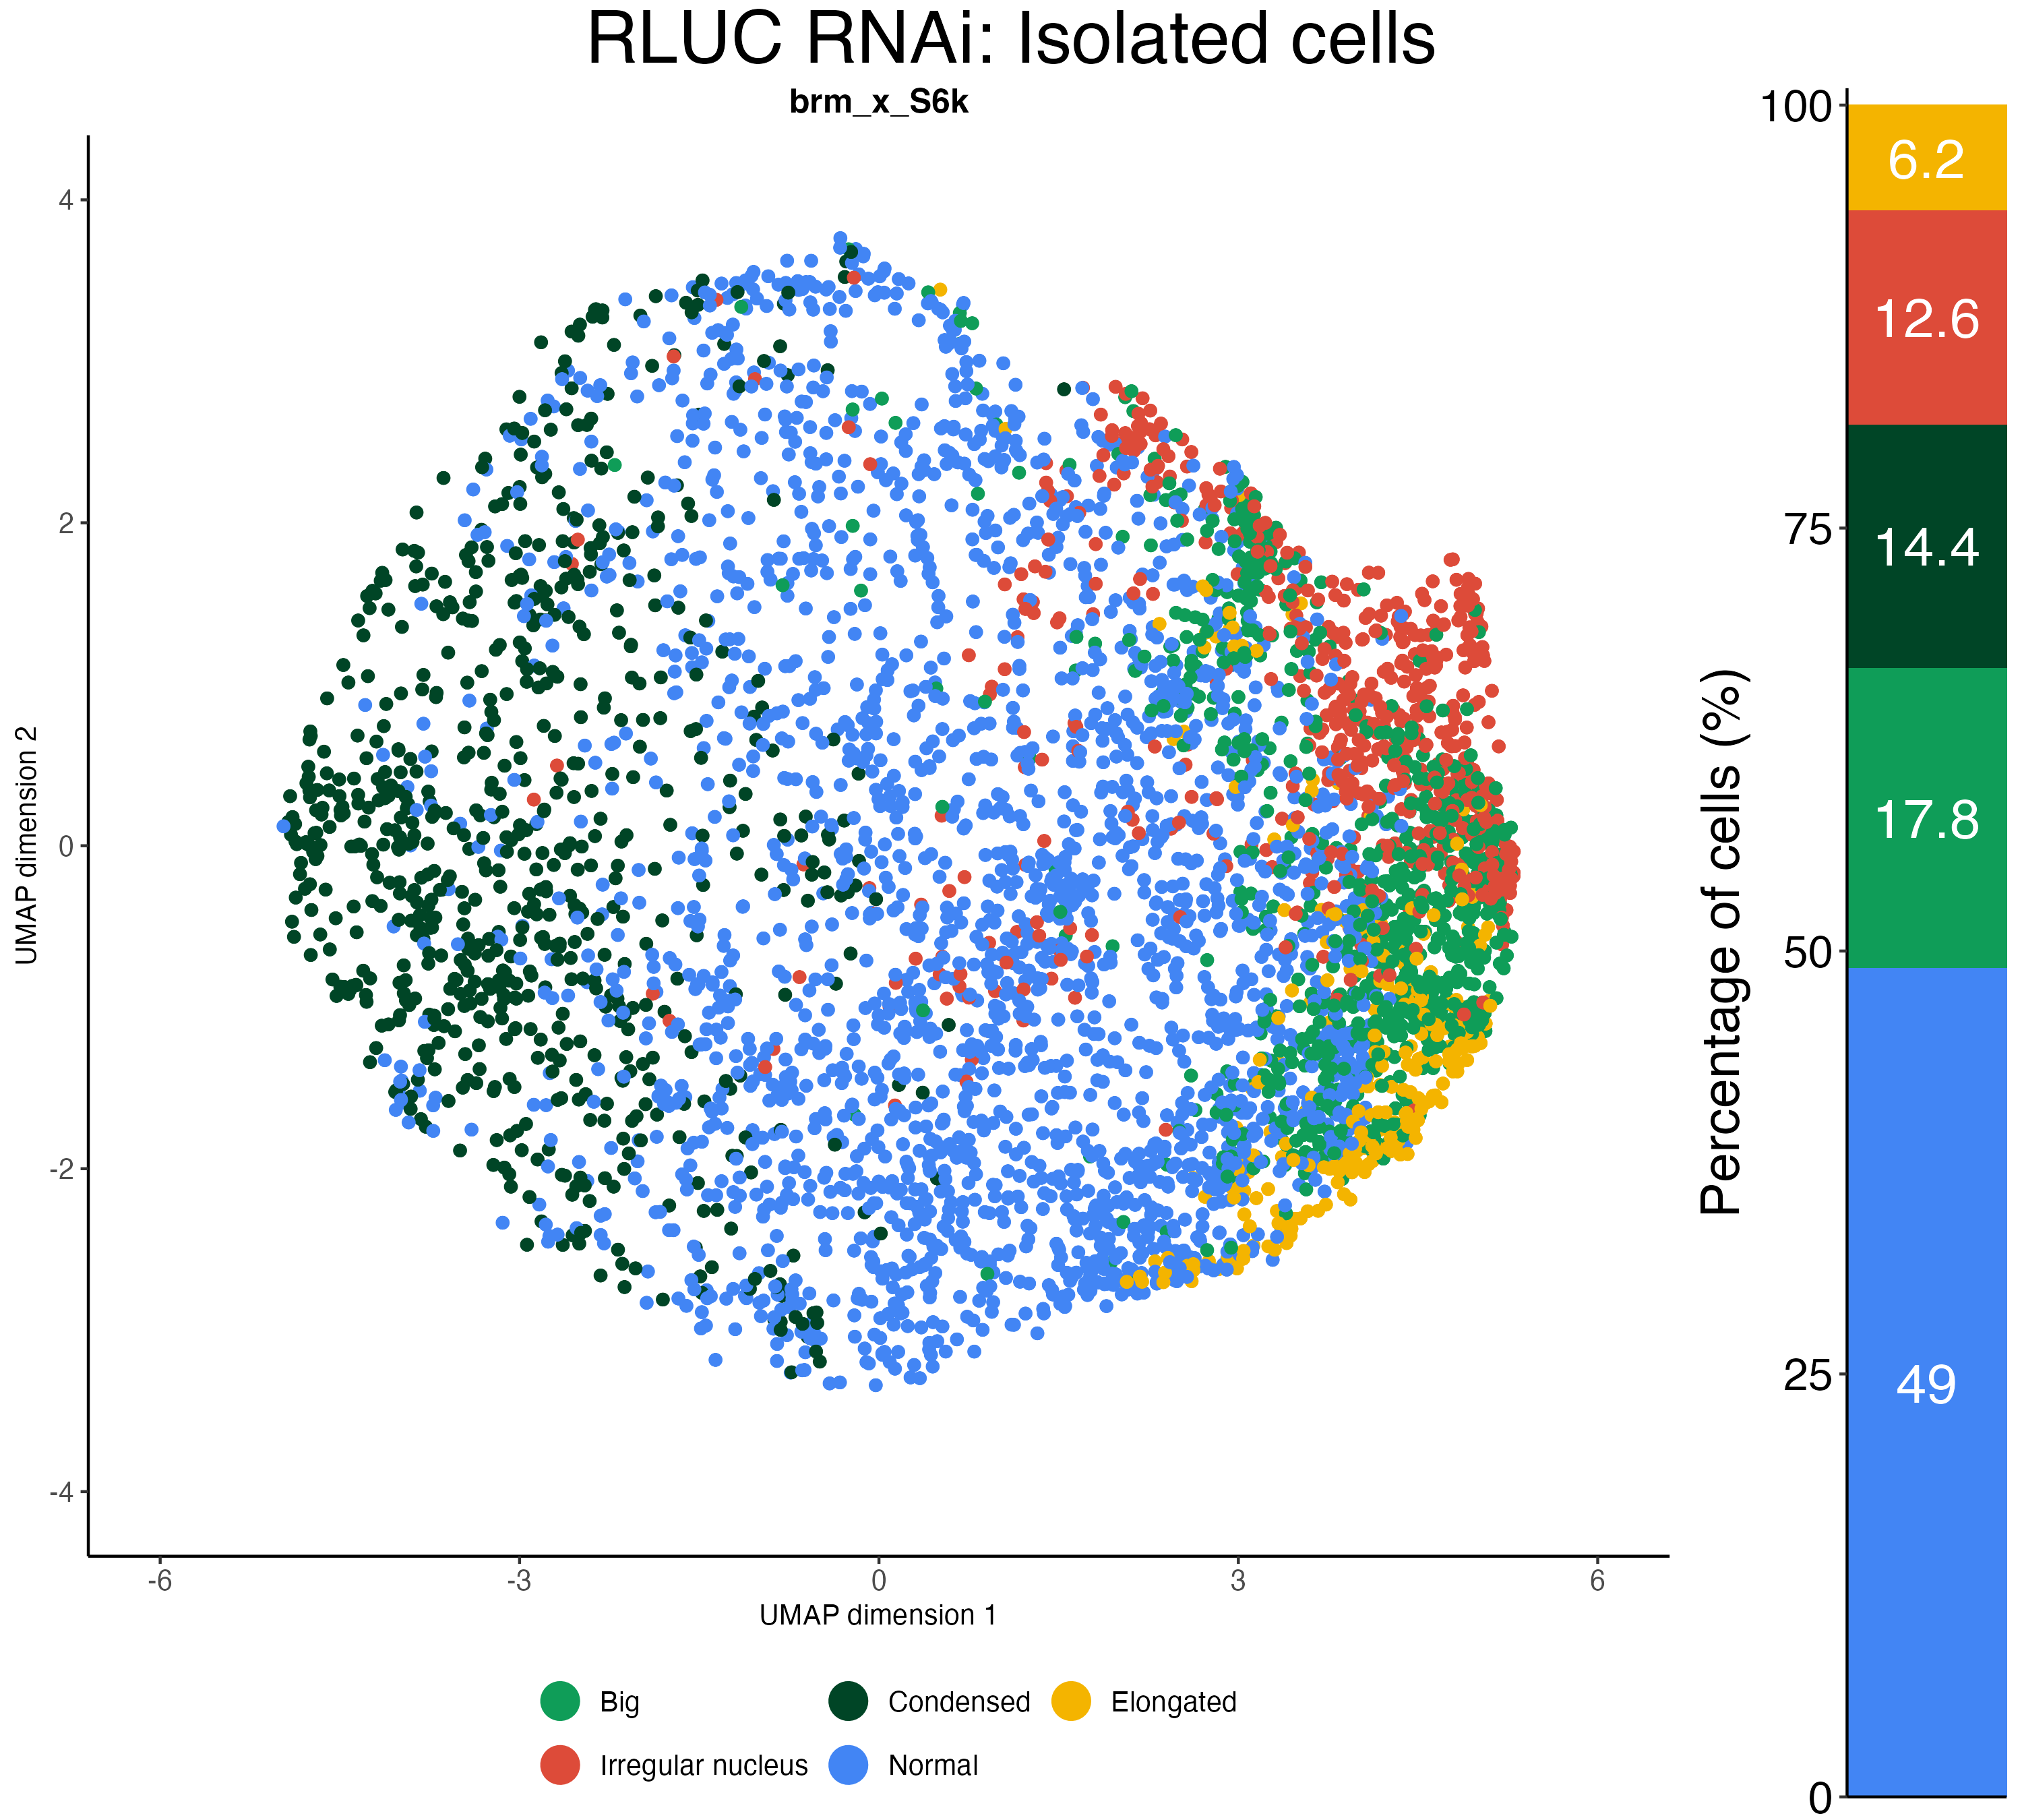 RLUC RNAi: Isolated cells
brm_x_S6k
4
2
0
-2
-4
UMAP dimension 2
-6 -3 0 3 6
UMAP dimension 1
Big Condensed Elongated
Irregular nucleus Normal
Percentage of cells (%)
100
75
50
25
0
6.2
12.6
14.4
17.8
49